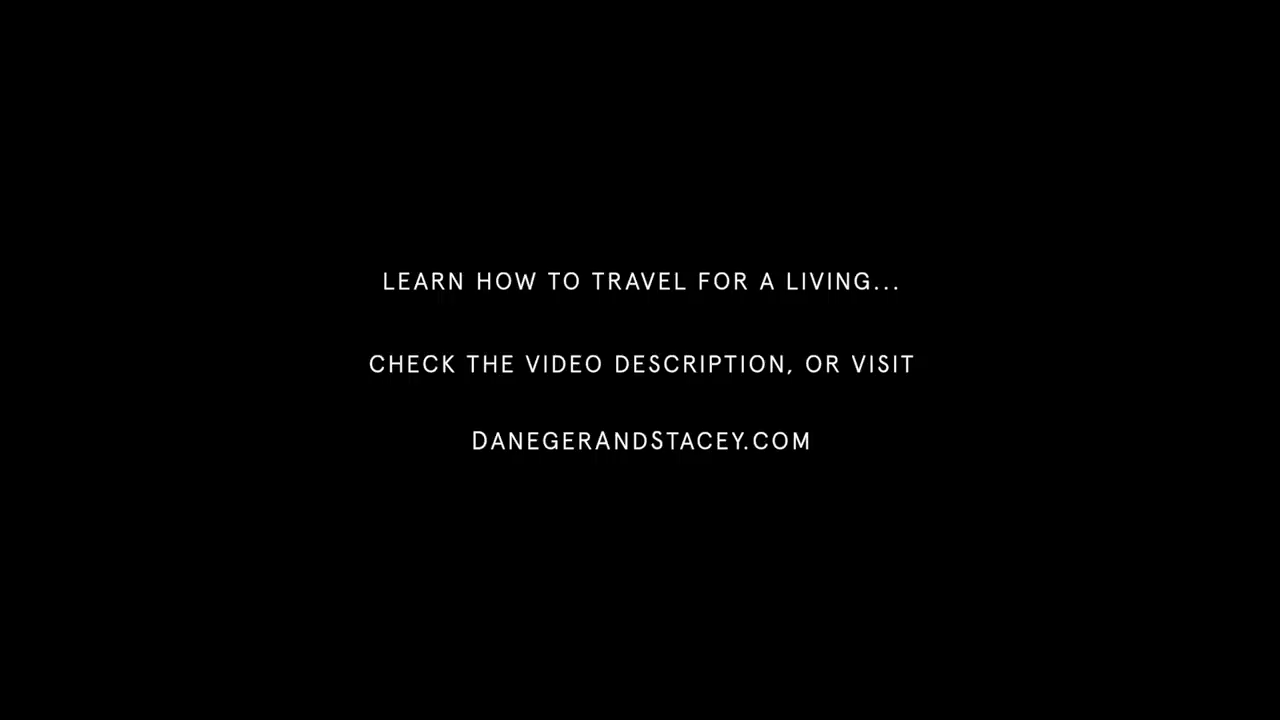 LEARN HOW TO TRAVEL FOR A LIVING...
CHECK THE VIDEO DESCRIPTION, OR VISIT
DANEGERANDSTACEY.COM